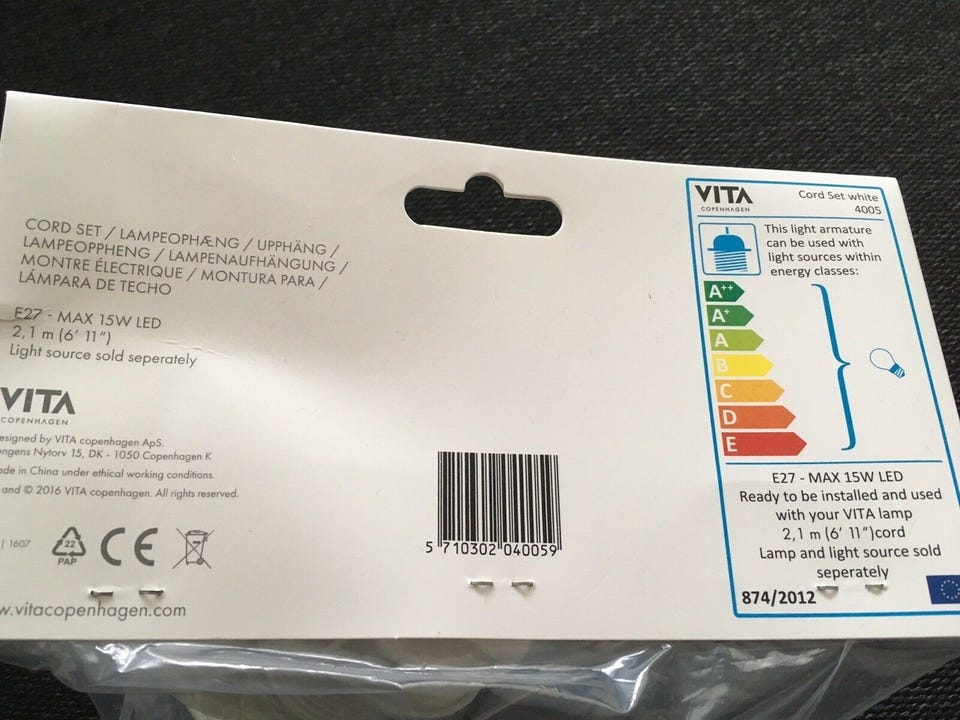 CORD SET / LAMPEOPHÆNG / UPPHÄNG /
LAMPEOPPHENG / LAMPENAUFHÄNGUNG /
MONTRE ÉLECTRIQUE / MONTURA PARA /
LÁMPARA DE TECHO
E27 - MAX 15W LED
2,1 m (6' 11")
Light source sold seperately
VITA
COPENHAGEN
esigned by VITA copenhagen ApS.
ngens Nytorv 15, DK - 1050 Copenhagen K
ade in China under ethical working conditions.
and © 2016 VITA copenhagen. All rights reserved.
| 1607
22
PAP
CE
w.vitacopenhagen.com
5 710302 040059
VITA
COPENHAGEN
Cord Set white
4005
This light armature
can be used with
light sources within
energy classes:
A++
A+
A
B
C
D
E
E27 - MAX 15W LED
Ready to be installed and used
with your VITA lamp
2,1 m (6' 11")cord
Lamp and light source sold
seperately
874/2012